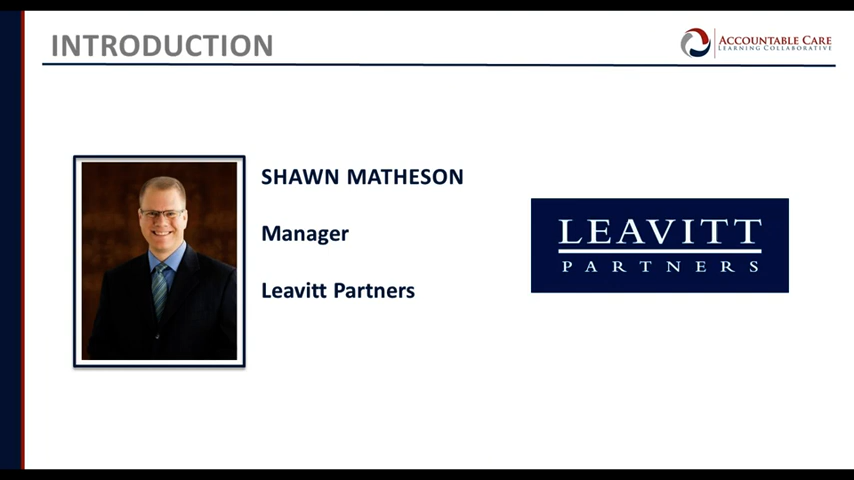 INTRODUCTION
ACCOUNTABLE CARE
LEARNING COLLABORATIVE
SHAWN MATHESON
Manager
Leavitt Partners
LEAVITT
PARTNERS